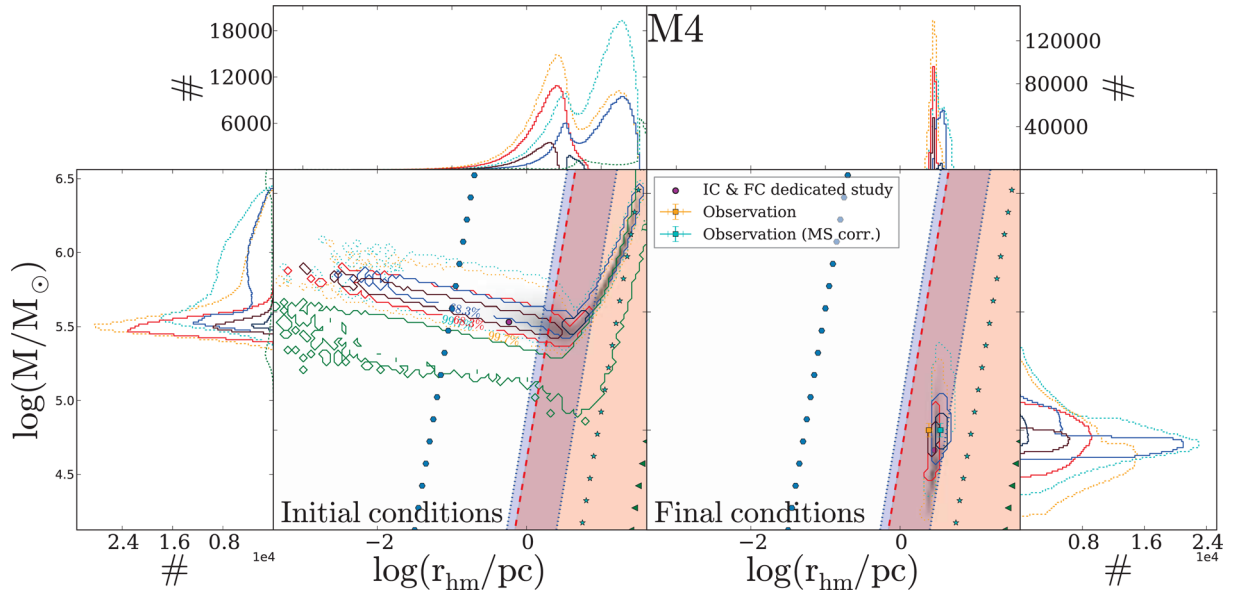 M4
18000
12000
6000
#
120000
80000
40000
#
6.5
6.0
5.5
5.0
4.5
log(M/M⊙)
68.3%
Initial conditions
Final conditions
IC & FC dedicated study
Observation
Observation (MS corr.)
2.4 1.6 0.8
1e4
#
−2 0
log(r_hm/pc)
−2 0
log(r_hm/pc)
0.8 1.6 2.4
1e4
#